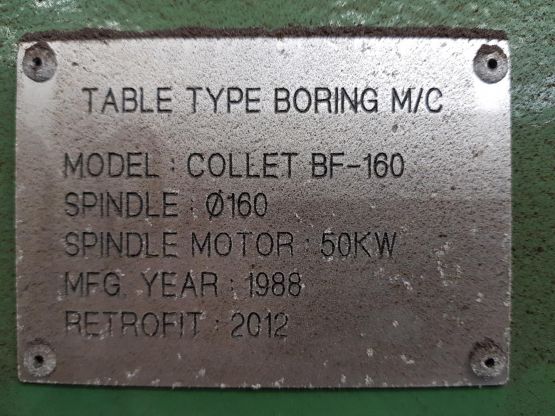 TABLE TYPE BORING M/C
MODEL : COLLET BF-160
SPINDLE : Ø160
SPINDLE MOTOR : 50KW
MFG. YEAR : 1988
RETROFIT : 2012